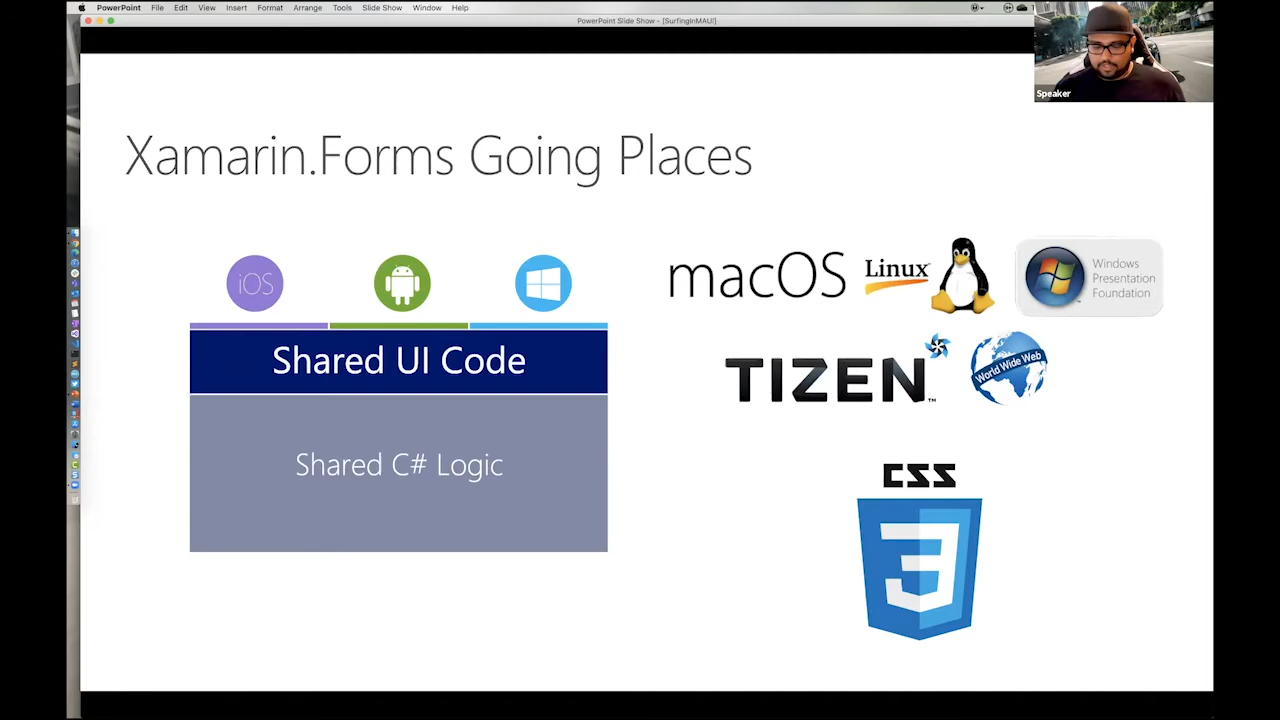 PowerPoint File Edit View Insert Format Arrange Tools Slide Show Window Help
PowerPoint Slide Show - [SurfingInMAUI]
Speaker
Xamarin.Forms Going Places
iOS
Shared UI Code
Shared C# Logic
macOS
Linux
Windows
Presentation
Foundation
TIZEN™
World Wide Web
CSS
3